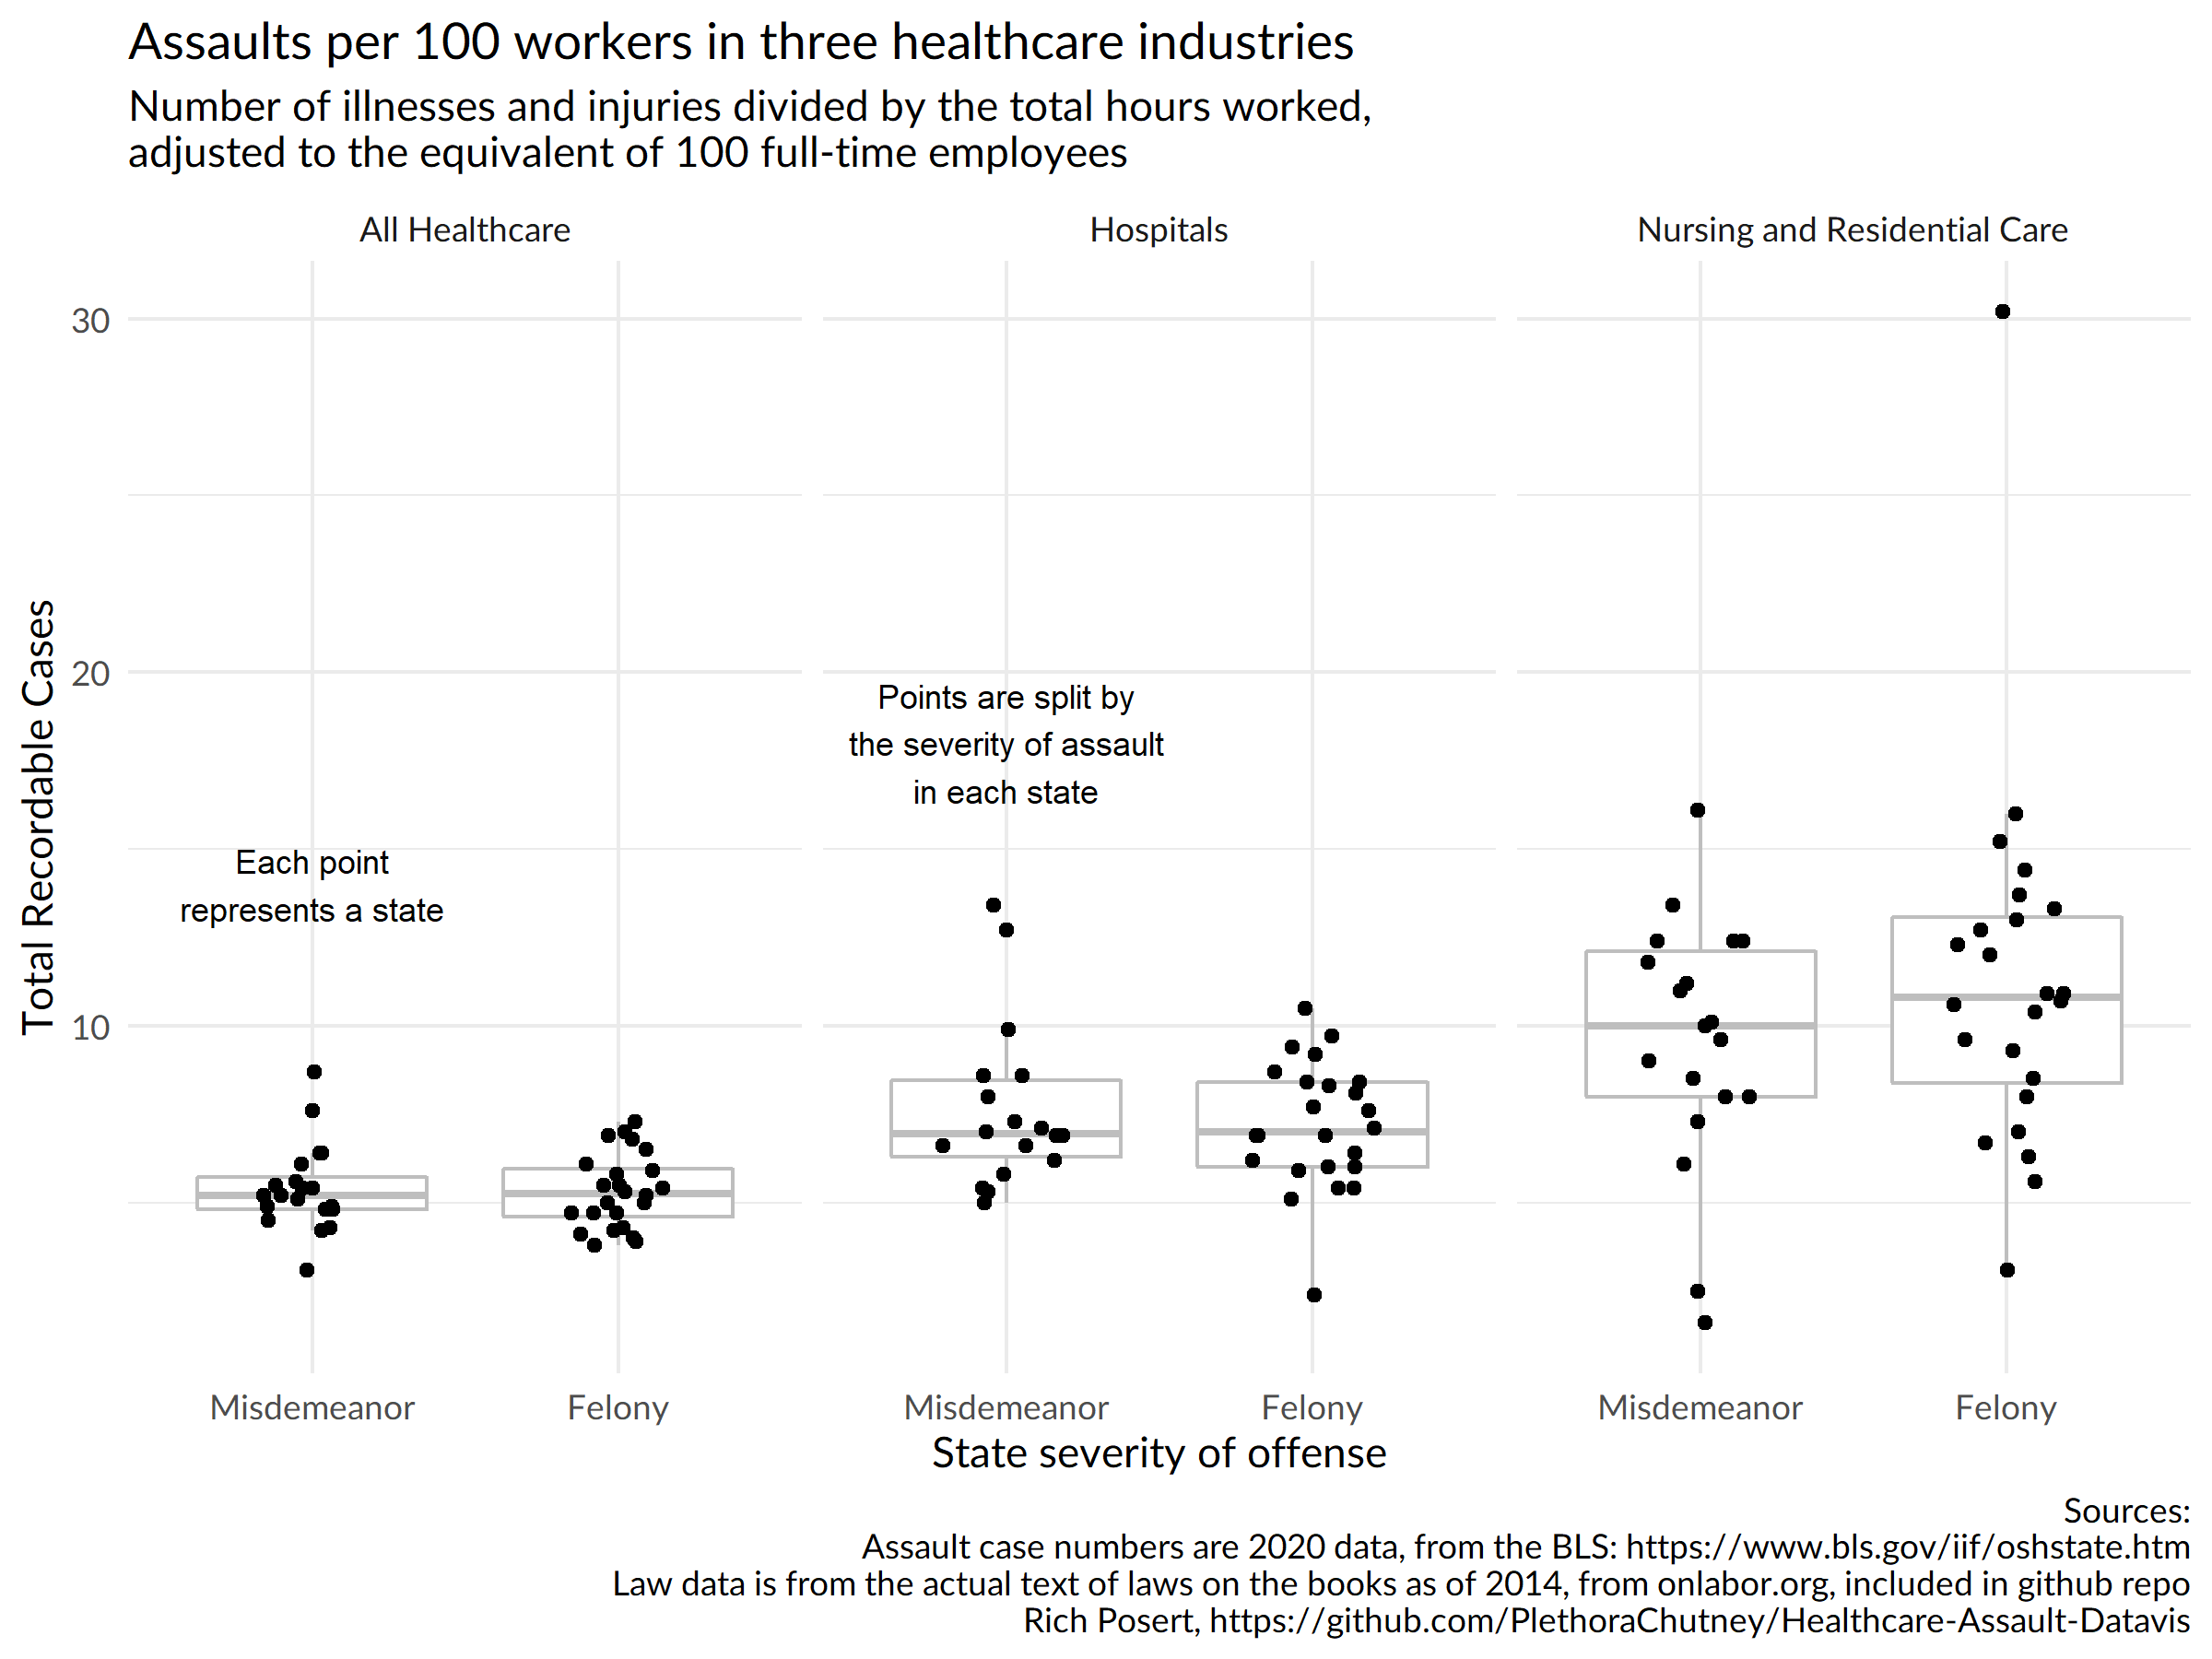 Assaults per 100 workers in three healthcare industries
Number of illnesses and injuries divided by the total hours worked,
adjusted to the equivalent of 100 full-time employees
All Healthcare
Hospitals
Nursing and Residential Care
Total Recordable Cases
30
20
10
Points are split by
the severity of assault
in each state
Each point
represents a state
Misdemeanor
Felony
Misdemeanor
Felony
Misdemeanor
Felony
State severity of offense
Sources:
Assault case numbers are 2020 data, from the BLS: https://www.bls.gov/iif/oshstate.htm
Law data is from the actual text of laws on the books as of 2014, from onlabor.org, included in github repo
Rich Posert, https://github.com/PlethoraChutney/Healthcare-Assault-Datavis